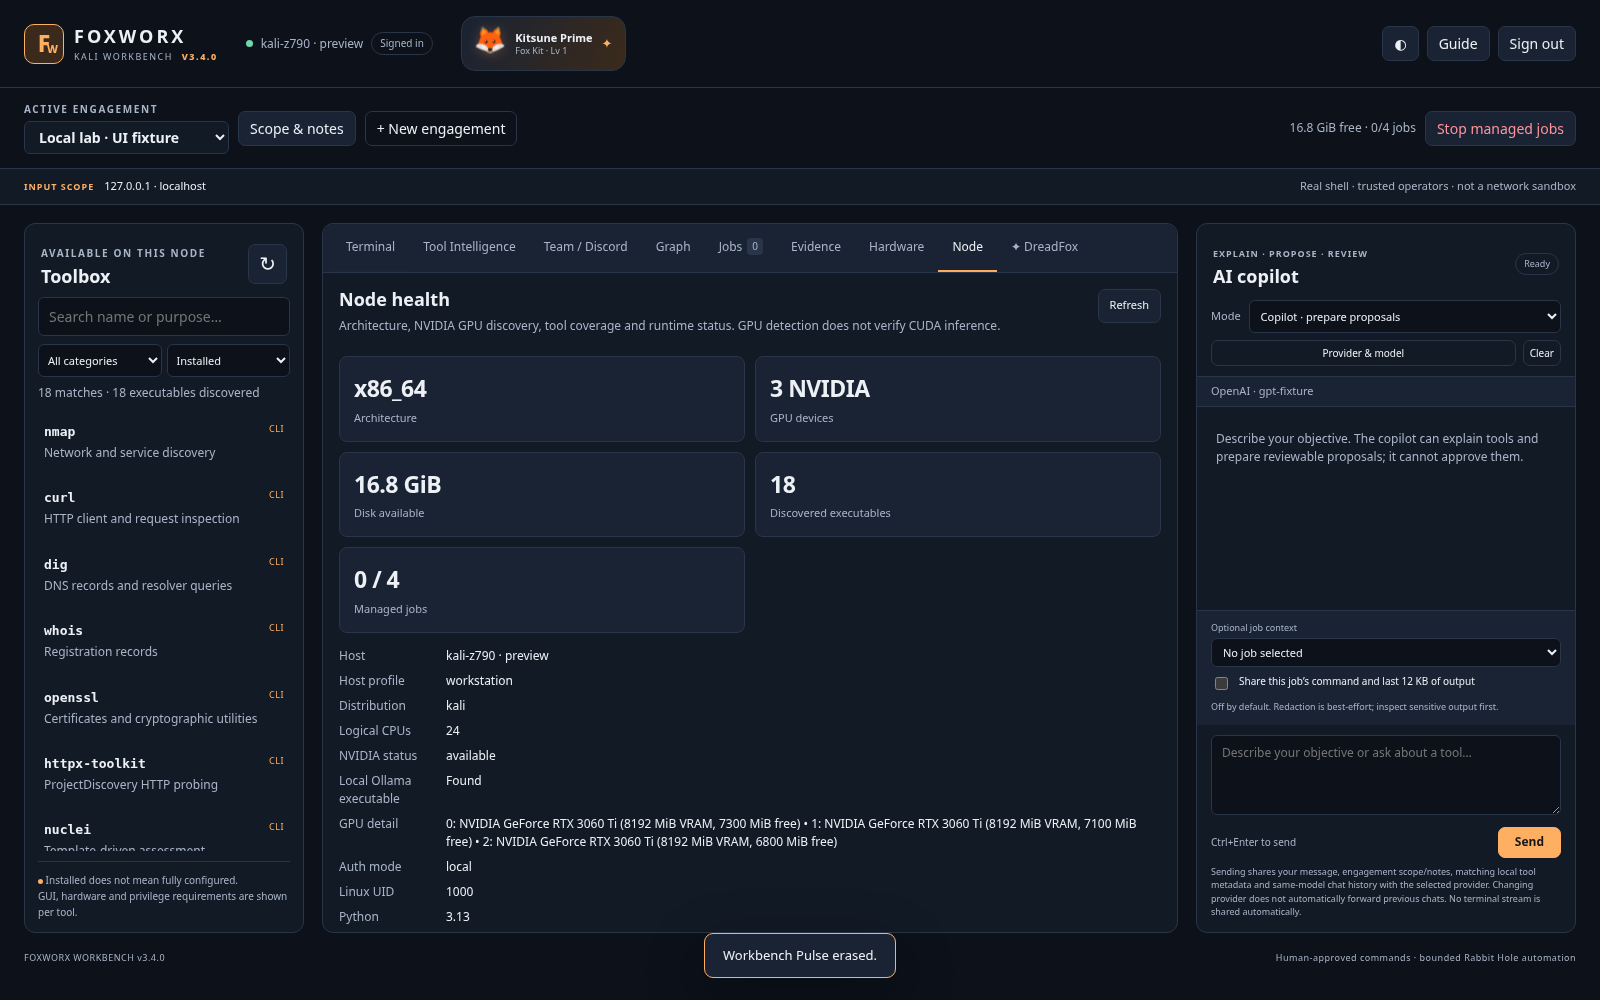 FOXWORX
KALI WORKBENCH V3.4.0
kali-z790 · preview
Signed in
Kitsune Prime
Fox Kit · Lv 1
Guide
Sign out
ACTIVE ENGAGEMENT
Local lab · UI fixture
Scope & notes
+ New engagement
16.8 GiB free · 0/4 jobs
Stop managed jobs
INPUT SCOPE 127.0.0.1 · localhost
Real shell · trusted operators · not a network sandbox
AVAILABLE ON THIS NODE
Toolbox
Search name or purpose...
All categories
Installed
18 matches · 18 executables discovered
nmap CLI
Network and service discovery
curl CLI
HTTP client and request inspection
dig CLI
DNS records and resolver queries
whois CLI
Registration records
openssl CLI
Certificates and cryptographic utilities
httpx-toolkit CLI
ProjectDiscovery HTTP probing
nuclei CLI
Template-driven assessment
Installed does not mean fully configured.
GUI, hardware and privilege requirements are shown
per tool.
Terminal
Tool Intelligence
Team / Discord
Graph
Jobs 0
Evidence
Hardware
Node
✦ DreadFox
Node health
Architecture, NVIDIA GPU discovery, tool coverage and runtime status. GPU detection does not verify CUDA inference.
Refresh
x86_64
Architecture
3 NVIDIA
GPU devices
16.8 GiB
Disk available
18
Discovered executables
0 / 4
Managed jobs
Host kali-z790 · preview
Host profile workstation
Distribution kali
Logical CPUs 24
NVIDIA status available
Local Ollama executable Found
GPU detail 0: NVIDIA GeForce RTX 3060 Ti (8192 MiB VRAM, 7300 MiB free) • 1: NVIDIA GeForce RTX 3060 Ti (8192 MiB VRAM, 7100 MiB
free) • 2: NVIDIA GeForce RTX 3060 Ti (8192 MiB VRAM, 6800 MiB free)
Auth mode local
Linux UID 1000
Python 3.13
EXPLAIN · PROPOSE · REVIEW
AI copilot
Ready
Mode Copilot · prepare proposals
Provider & model
Clear
OpenAI · gpt-fixture
Describe your objective. The copilot can explain tools and
prepare reviewable proposals; it cannot approve them.
Optional job context
No job selected
Share this job's command and last 12 KB of output
Off by default. Redaction is best-effort; inspect sensitive output first.
Describe your objective or ask about a tool...
Ctrl+Enter to send
Send
Sending shares your message, engagement scope/notes, matching local tool
metadata and same-model chat history with the selected provider. Changing
provider does not automatically forward previous chats. No terminal stream is
shared automatically.
Workbench Pulse erased.
FOXWORX WORKBENCH v3.4.0
Human-approved commands · bounded Rabbit Hole automation